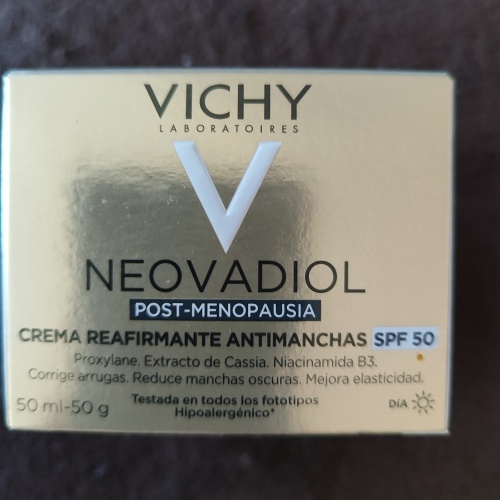 VICHY
LABORATOIRES
NEOVADIOL
POST-MENOPAUSIA
CREMA REAFIRMANTE ANTIMANCHAS SPF 50
Proxylane. Extracto de Cassia. Niacinamida B3.
Corrige arrugas. Reduce manchas oscuras. Mejora elasticidad.
50 ml-50 g
Testada en todos los fototipos
Hipoalergénico*
DÍA